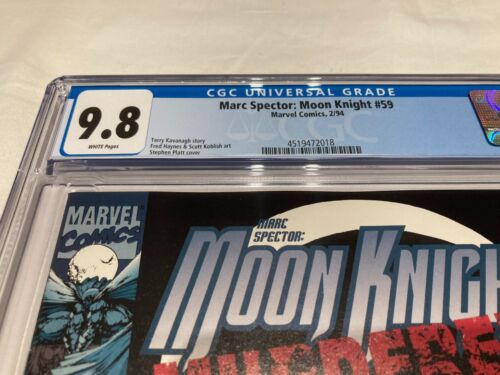 CGC UNIVERSAL GRADE
9.8
WHITE Pages
Marc Spector: Moon Knight #59
Marvel Comics, 2/94
Terry Kavanagh story
Fred Haynes & Scott Koblish art
Stephen Platt cover
CGC
4519472018
MARVEL
COMICS
MARC
SPECTOR:
MOON KNIGH